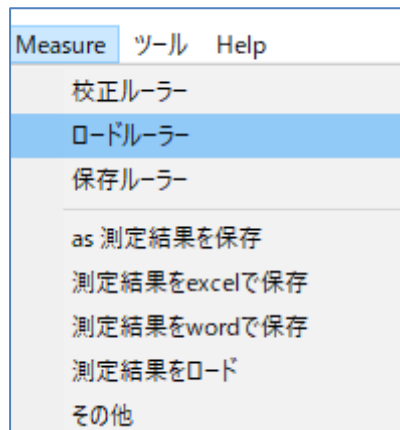 Measure ツール Help
校正ルーラー
ロードルーラー
保存ルーラー
as 測定結果を保存
測定結果をexcelで保存
測定結果をwordで保存
測定結果をロード
その他